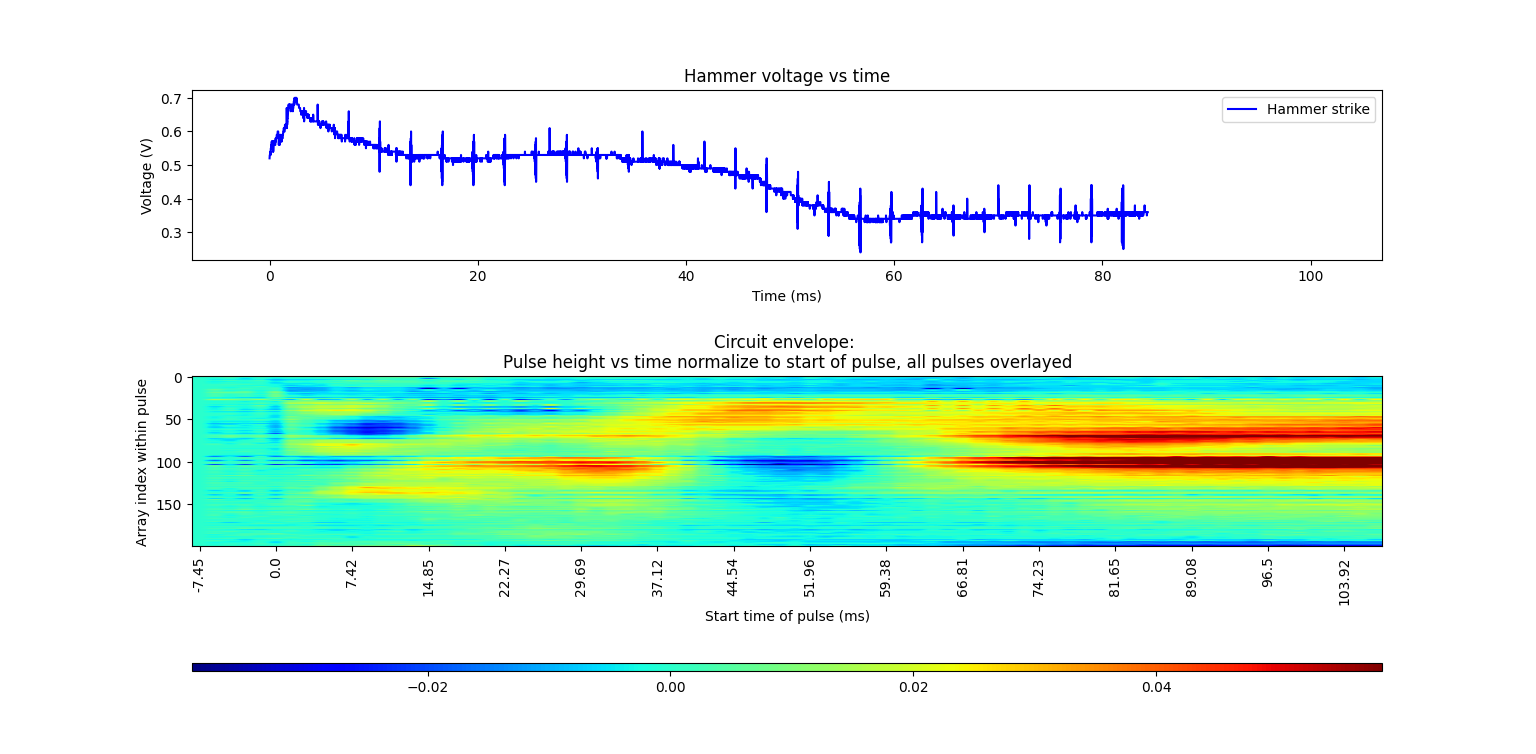 Hammer voltage vs time
0.7
0.6
0.5
0.4
0.3
Voltage (V)
Hammer strike
0 20 40 60 80 100
Time (ms)
Circuit envelope:
Pulse height vs time normalize to start of pulse, all pulses overlayed
0
50
100
150
Array index within pulse
-7.45 0.0 7.42 14.85 22.27 29.69 37.12 44.54 51.96 59.38 66.81 74.23 81.65 89.08 96.5 103.92
Start time of pulse (ms)
−0.02 0.00 0.02 0.04